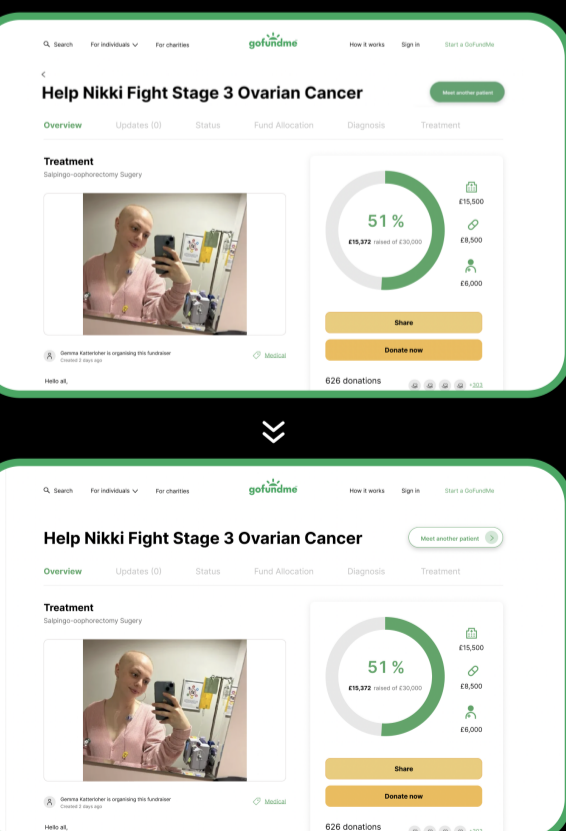 Search For individuals For charities gofundme How it works Sign in Start a GoFundMe
Help Nikki Fight Stage 3 Ovarian Cancer
Meet another patient
Overview Updates (0) Status Fund Allocation Diagnosis Treatment
Treatment
Salpingo-oophorectomy Sugery
51 %
£15,372 raised of £30,000
£15,500
£8,500
£6,000
Share
Donate now
Gemma Katterloher is organising this fundraiser
Created 2 days ago
Medical
Hello all,
626 donations
+203
Search For individuals For charities gofundme How it works Sign in Start a GoFundMe
Help Nikki Fight Stage 3 Ovarian Cancer
Meet another patient
Overview Updates (0) Status Fund Allocation Diagnosis Treatment
Treatment
Salpingo-oophorectomy Sugery
51 %
£15,372 raised of £30,000
£15,500
£8,500
£6,000
Share
Donate now
Gemma Katterloher is organising this fundraiser
Created 2 days ago
Medical
Hello all,
626 donations